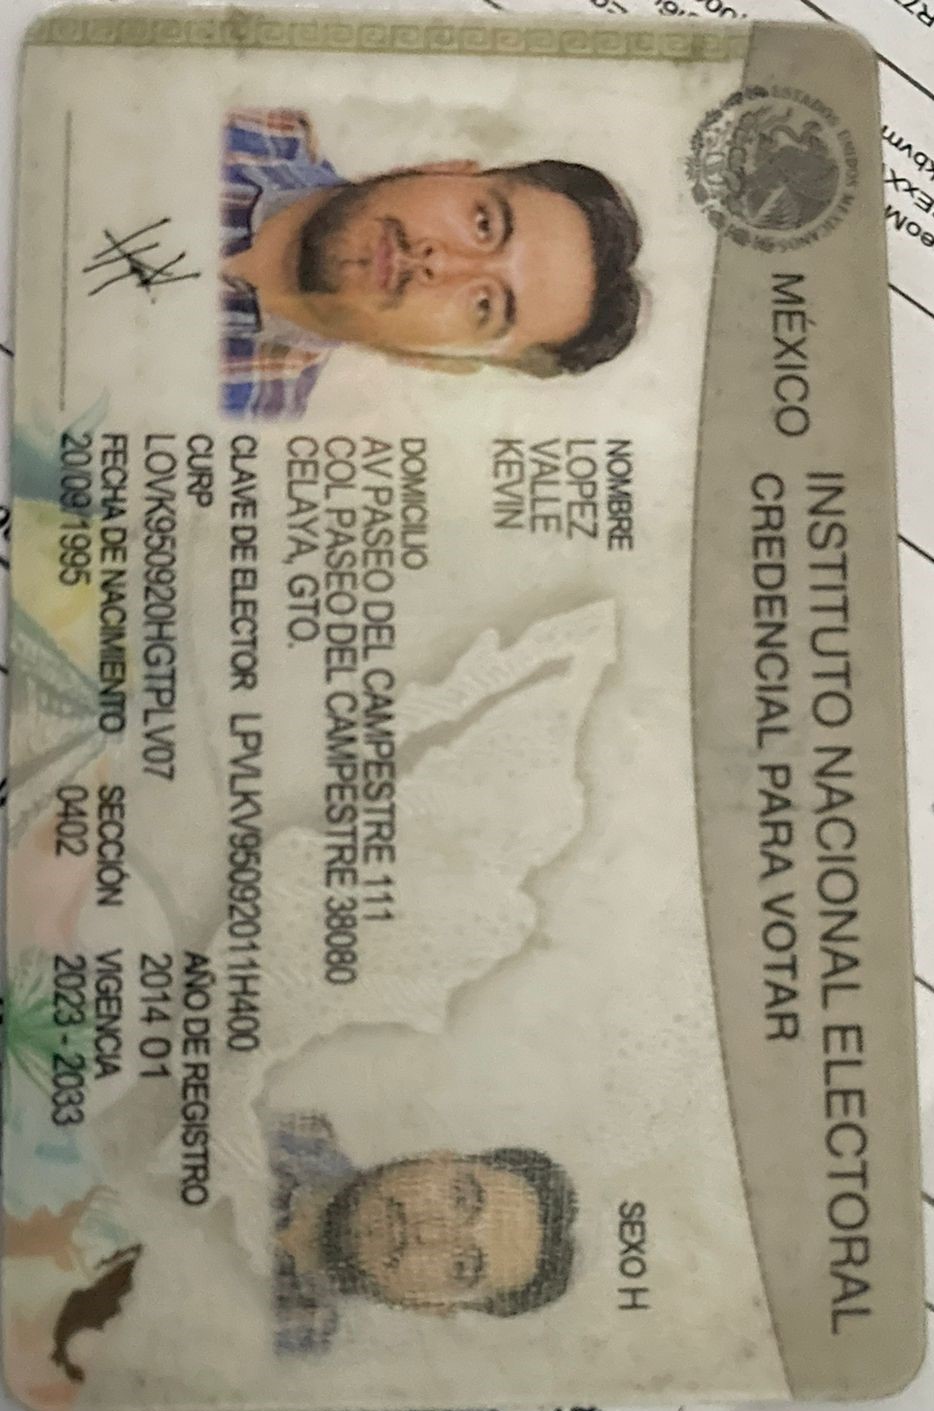 ESTADOS UNIDOS MEXICANOS
MÉXICO
INSTITUTO NACIONAL ELECTORAL
CREDENCIAL PARA VOTAR
NOMBRE
LOPEZ
VALLE
KEVIN
SEXO H
DOMICILIO
AV PASEO DEL CAMPESTRE 111
COL PASEO DEL CAMPESTRE 38080
CELAYA, GTO.
CLAVE DE ELECTOR LPVLKV95092011H400
CURP
LOVK950920HGTPLV07
AÑO DE REGISTRO
2014 01
FECHA DE NACIMIENTO
20/09/1995
SECCIÓN
0402
VIGENCIA
2023 - 2033